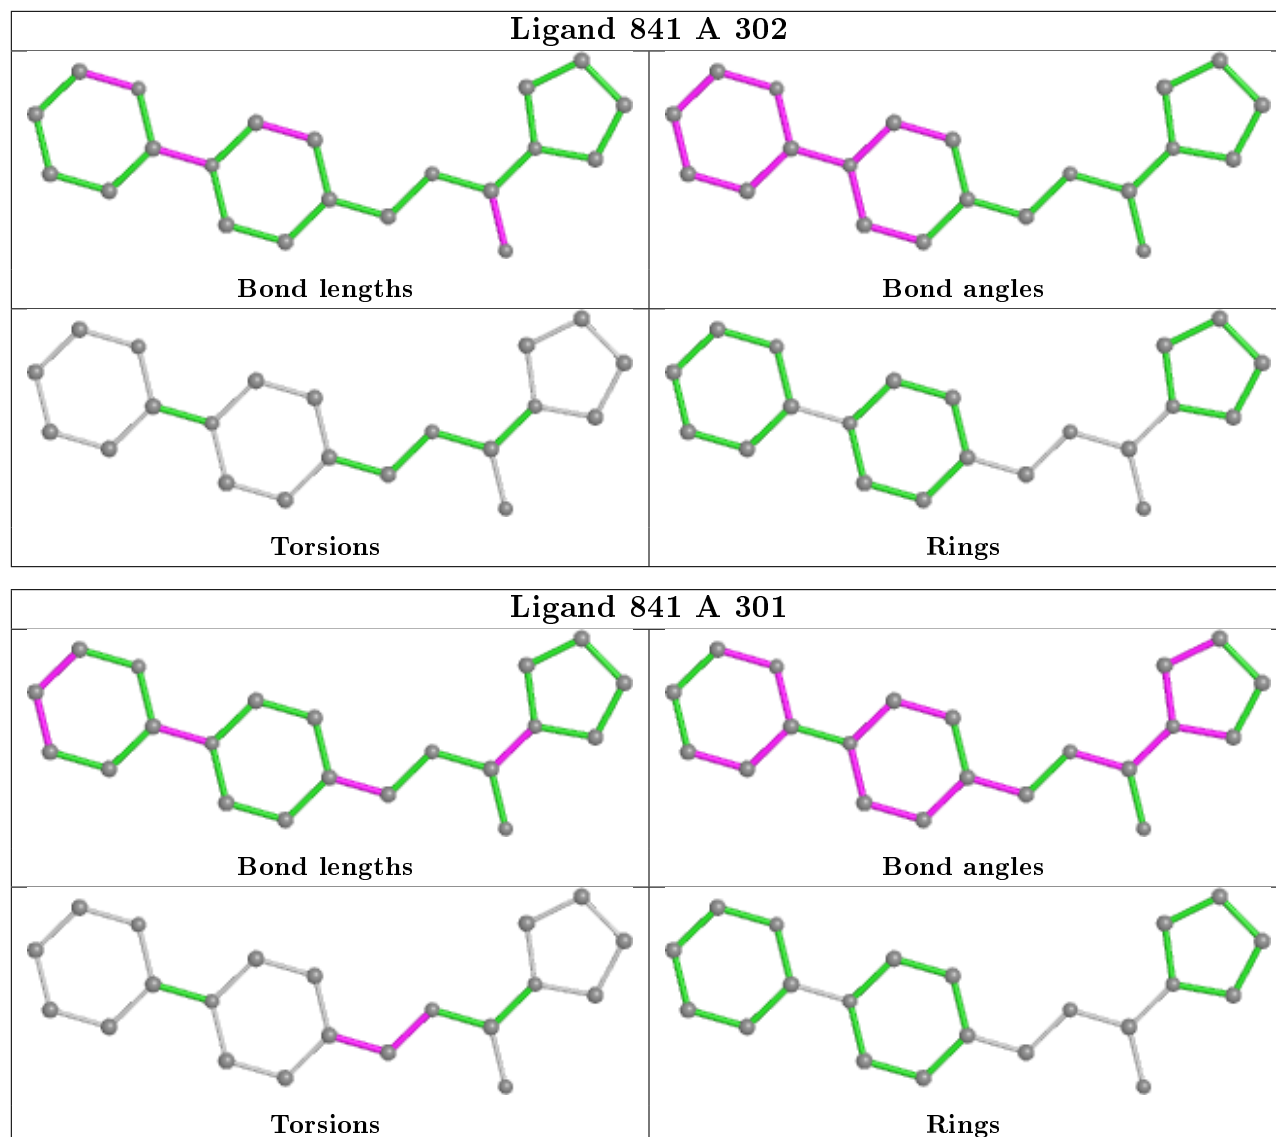 Ligand 841 A 302
Bond lengths
Bond angles
Torsions
Rings
Ligand 841 A 301
Bond lengths
Bond angles
Torsions
Rings